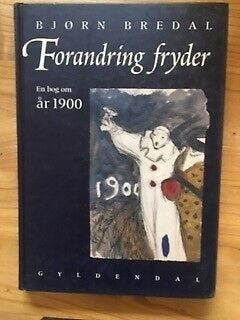 BJØRN BREDAL
Forandring fryder
En bog om
år 1900
1900
GYLDENDAL